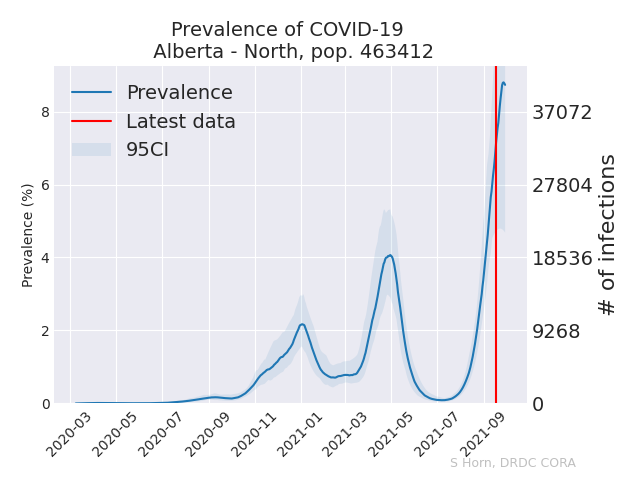 Prevalence of COVID-19
Alberta - North, pop. 463412
Prevalence
Latest data
95CI
Prevalence (%)
8
6
4
2
0
37072
27804
18536
9268
0
# of infections
2020-03
2020-05
2020-07
2020-09
2020-11
2021-01
2021-03
2021-05
2021-07
2021-09
S Horn, DRDC CORA